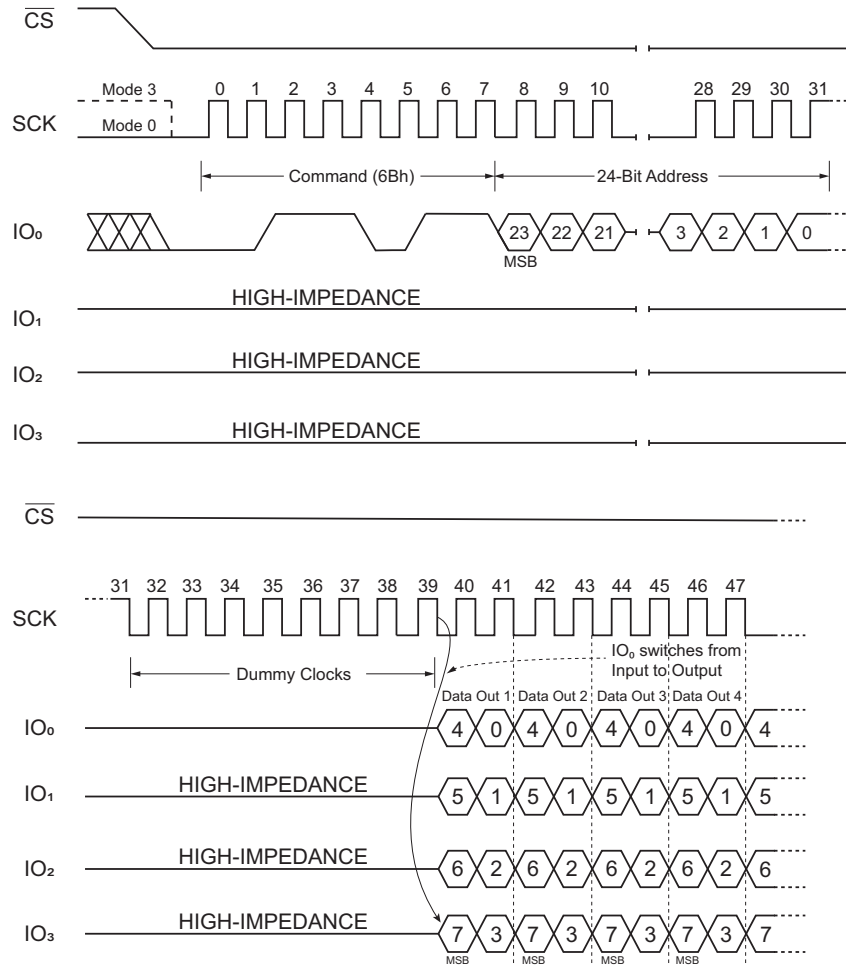 CS
Mode 3
0 1 2 3 4 5 6 7 8 9 10 28 29 30 31
SCK
Mode 0
Command (6Bh) 24-Bit Address
IO₀ 23 22 21 3 2 1 0
MSB
HIGH-IMPEDANCE
IO₁
HIGH-IMPEDANCE
IO₂
HIGH-IMPEDANCE
IO₃
CS
31 32 33 34 35 36 37 38 39 40 41 42 43 44 45 46 47
SCK
IO₀ switches from
Input to Output
Dummy Clocks
Data Out 1 Data Out 2 Data Out 3 Data Out 4
IO₀ 4 0 4 0 4 0 4 0 4
HIGH-IMPEDANCE
IO₁ 5 1 5 1 5 1 5 1 5
HIGH-IMPEDANCE
IO₂ 6 2 6 2 6 2 6 2 6
HIGH-IMPEDANCE
IO₃ 7 3 7 3 7 3 7 3 7
MSB MSB MSB MSB